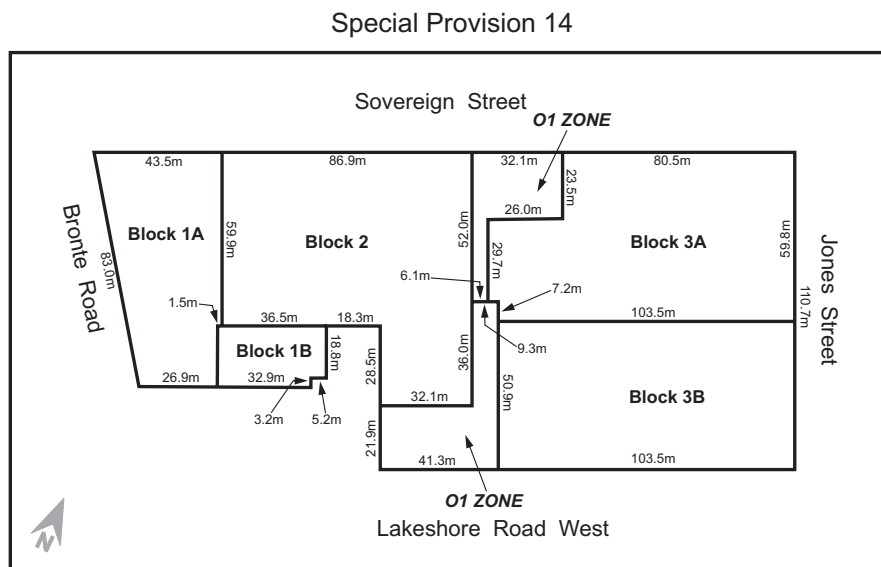 Special Provision 14
Sovereign Street
O1 ZONE
43.5m
86.9m
32.1m
80.5m
23.5m
26.0m
Block 1A
Block 2
Block 3A
59.9m
52.0m
59.8m
Bronte Road
83.0m
29.7m
Jones Street
110.7m
6.1m
7.2m
1.5m
36.5m
18.3m
103.5m
9.3m
Block 1B
18.8m
28.5m
36.0m
50.9m
Block 3B
26.9m
32.9m
3.2m
5.2m
32.1m
21.9m
41.3m
103.5m
O1 ZONE
Lakeshore Road West
N